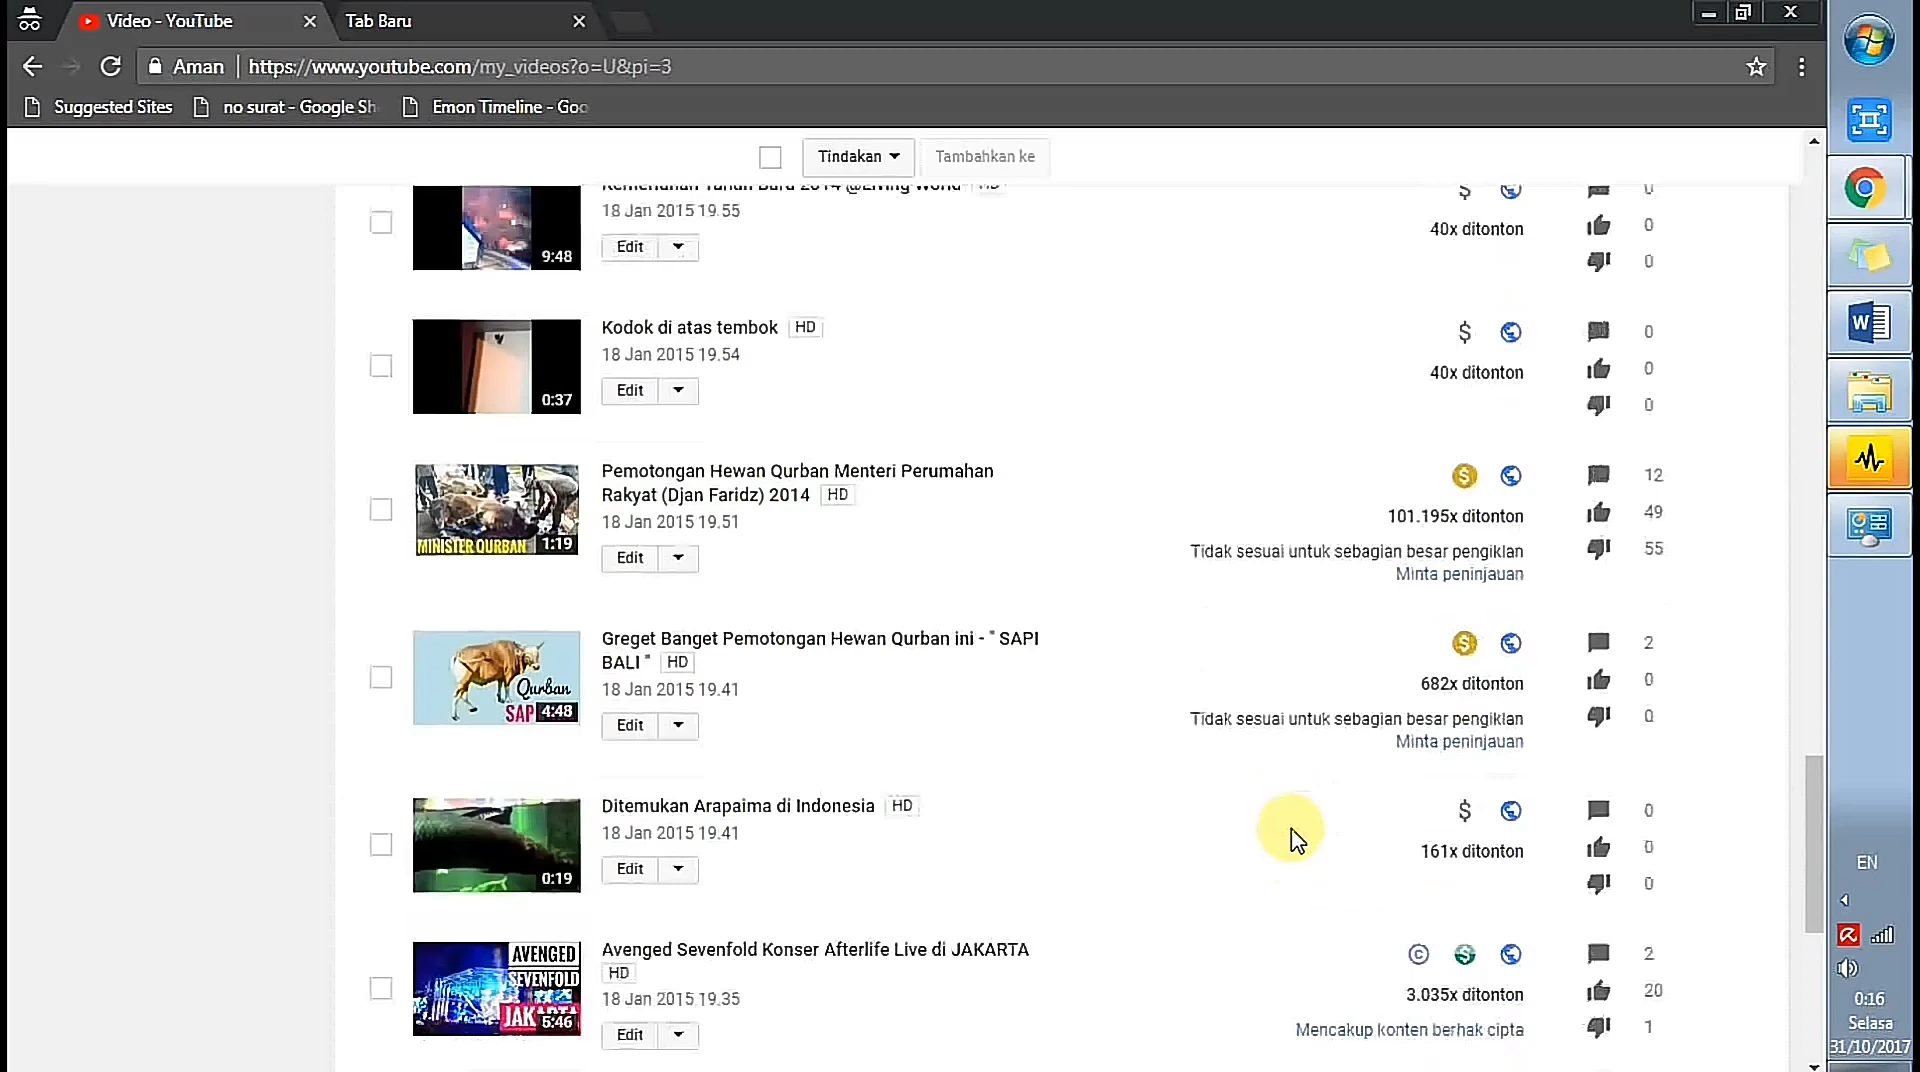 Video - YouTube
Tab Baru
Aman
https://www.youtube.com/my_videos?o=U&pi=3
Suggested Sites
no surat - Google Sh
Emon Timeline - Goo
Tindakan
Tambahkan ke
Kemeriahan Tahun Baru 2014 @Living World HD
18 Jan 2015 19.55
Edit
9:48
40x ditonton
0
0
0
Kodok di atas tembok HD
18 Jan 2015 19.54
Edit
0:37
40x ditonton
0
0
0
Pemotongan Hewan Qurban Menteri Perumahan
Rakyat (Djan Faridz) 2014 HD
18 Jan 2015 19.51
Edit
MINISTER QURBAN 1:19
101.195x ditonton
Tidak sesuai untuk sebagian besar pengiklan
Minta peninjauan
12
49
55
Greget Banget Pemotongan Hewan Qurban ini - " SAPI
BALI " HD
18 Jan 2015 19.41
Edit
Qurban
SAP 4:48
682x ditonton
Tidak sesuai untuk sebagian besar pengiklan
Minta peninjauan
2
0
0
Ditemukan Arapaima di Indonesia HD
18 Jan 2015 19.41
Edit
0:19
161x ditonton
0
0
0
Avenged Sevenfold Konser Afterlife Live di JAKARTA
HD
18 Jan 2015 19.35
Edit
AVENGED
SEVENFOLD
JAKARTA 5:46
3.035x ditonton
Mencakup konten berhak cipta
2
20
1
EN
0:16
Selasa
31/10/2017